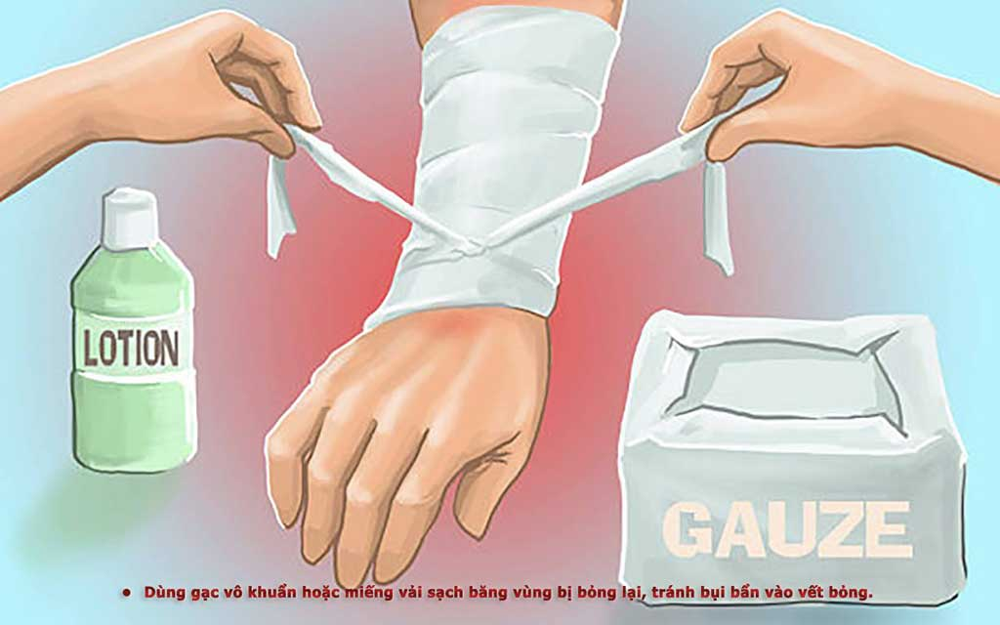 LOTION
GAUZE
• Dùng gạc vô khuẩn hoặc miếng vải sạch băng vùng bị bỏng lại, tránh bụi bẩn vào vết bỏng.